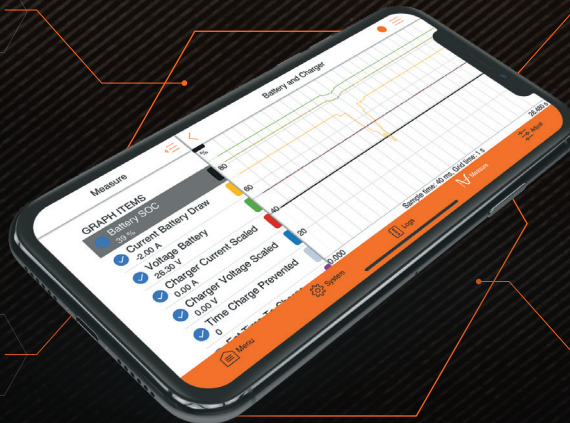 Measure
GRAPH ITEMS
Battery SOC
39 %
Current Battery Draw
-2.00 A
Voltage Battery
26.30 V
Charger Current Scaled
0.00 A
Charger Voltage Scaled
0.00 V
Time Charge Prevented
0
Battery and Charger
%
80
60
40
20
0.000
26.480 s
Sample time: 40 ms Grid time: 1 s
Menu
System
Logs
Measure
Adjust